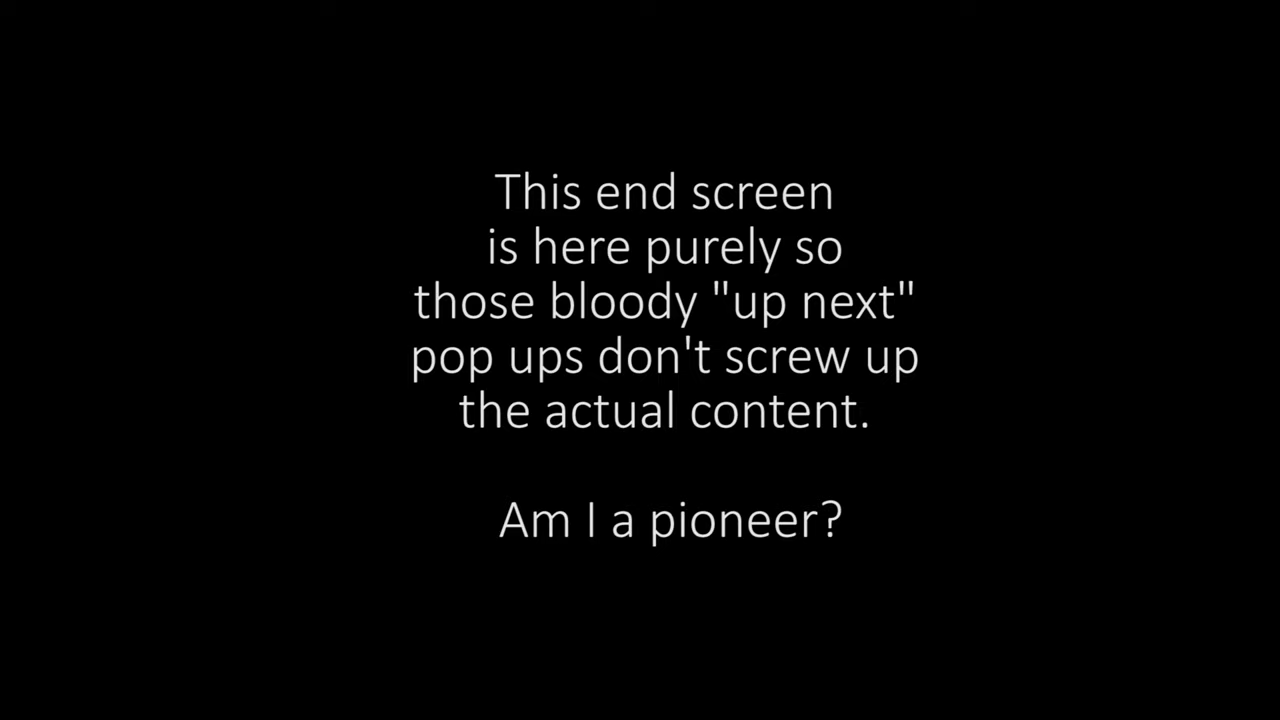 This end screen
is here purely so
those bloody "up next"
pop ups don't screw up
the actual content.
Am I a pioneer?